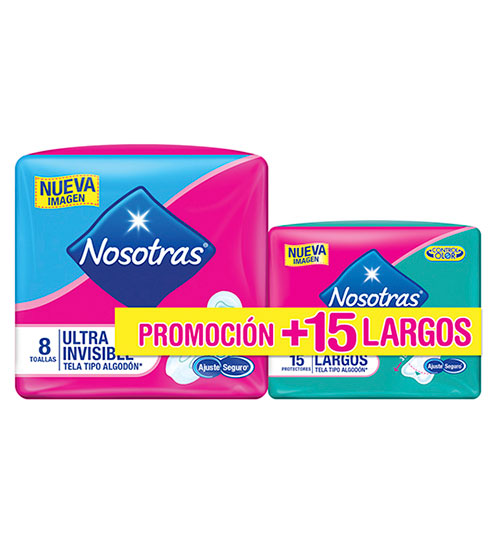 NUEVA
IMAGEN
Nosotras®
8
TOALLAS
ULTRA
INVISIBLE
TELA TIPO ALGODÓN*
Ajuste Seguro®
NUEVA
IMAGEN
CONTROL
OLOR
Nosotras®
PROMOCIÓN +15 LARGOS
15
PROTECTORES
LARGOS
TELA TIPO ALGODÓN*
Ajuste Seguro®